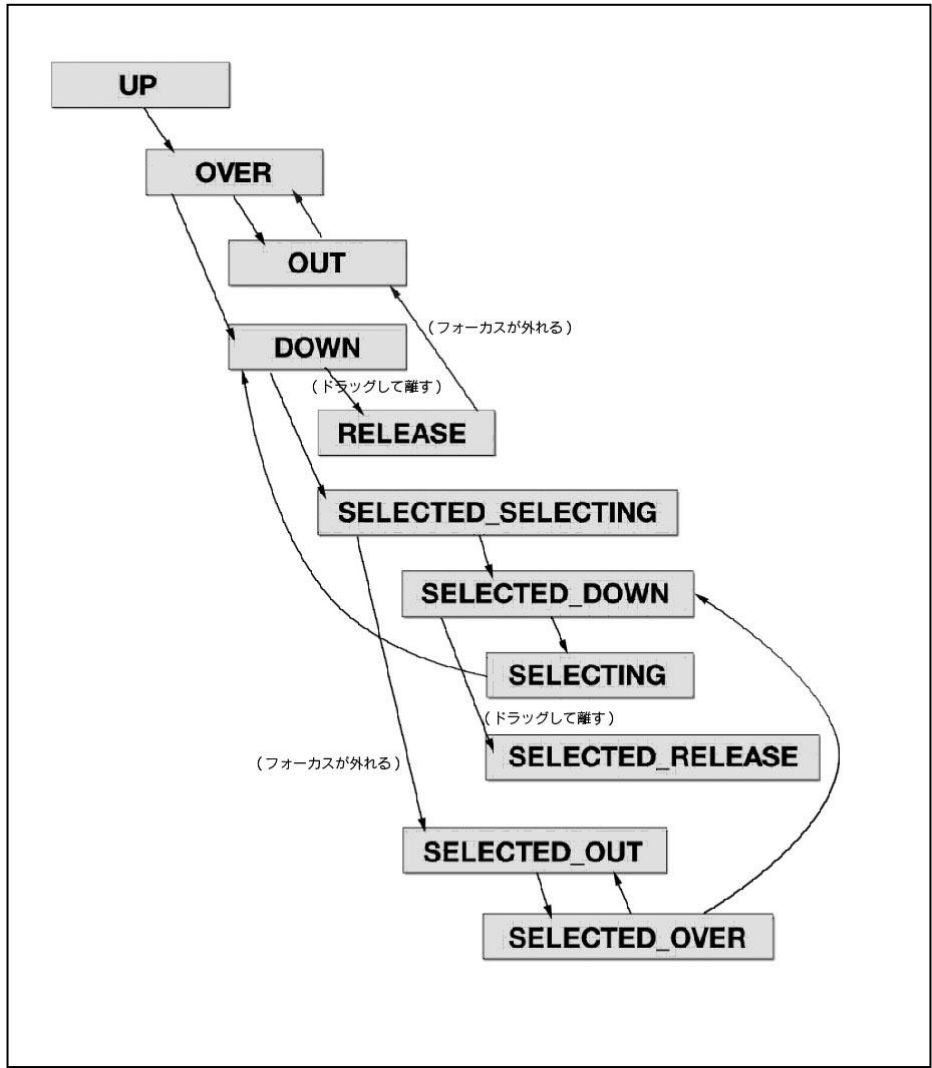 UP
OVER
OUT
(フォーカスが外れる)
DOWN
(ドラッグして離す)
RELEASE
SELECTED_SELECTING
SELECTED_DOWN
SELECTING
(ドラッグして離す)
SELECTED_RELEASE
(フォーカスが外れる)
SELECTED_OUT
SELECTED_OVER